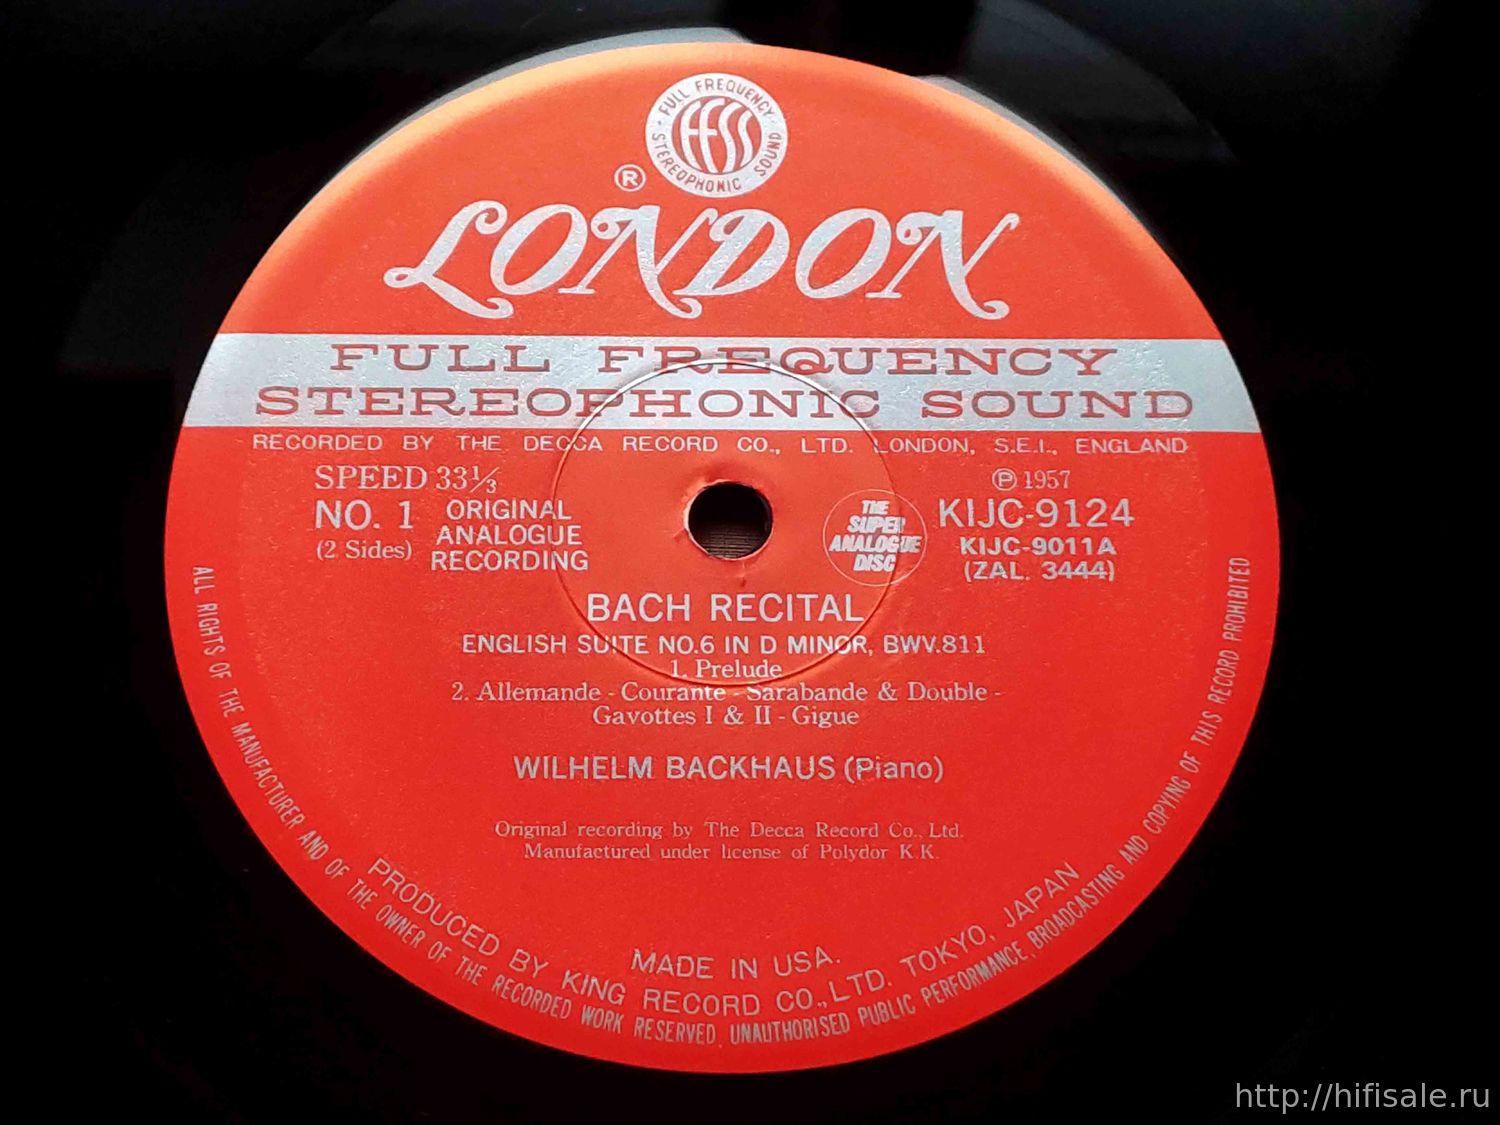 FULL FREQUENCY
STEREOPHONIC SOUND
FFSS
®
LONDON
FULL FREQUENCY
STEREOPHONIC SOUND
RECORDED BY THE DECCA RECORD CO., LTD. LONDON, S.E.I., ENGLAND
SPEED 33⅓
℗ 1957
NO. 1
(2 Sides)
ORIGINAL
ANALOGUE
RECORDING
THE
SUPER
ANALOGUE
DISC
KIJC-9124
KIJC-9011A
(ZAL. 3444)
BACH RECITAL
ENGLISH SUITE NO.6 IN D MINOR, BWV.811
1. Prelude
2. Allemande - Courante - Sarabande & Double -
Gavottes I & II - Gigue
WILHELM BACKHAUS (Piano)
Original recording by The Decca Record Co., Ltd.
Manufactured under license of Polydor K.K.
MADE IN USA.
PRODUCED BY KING RECORD CO., LTD. TOKYO, JAPAN
ALL RIGHTS OF THE MANUFACTURER AND OF THE OWNER OF THE RECORDED WORK RESERVED. UNAUTHORISED PUBLIC PERFORMANCE, BROADCASTING AND COPYING OF THIS RECORD PROHIBITED
http://hifisale.ru